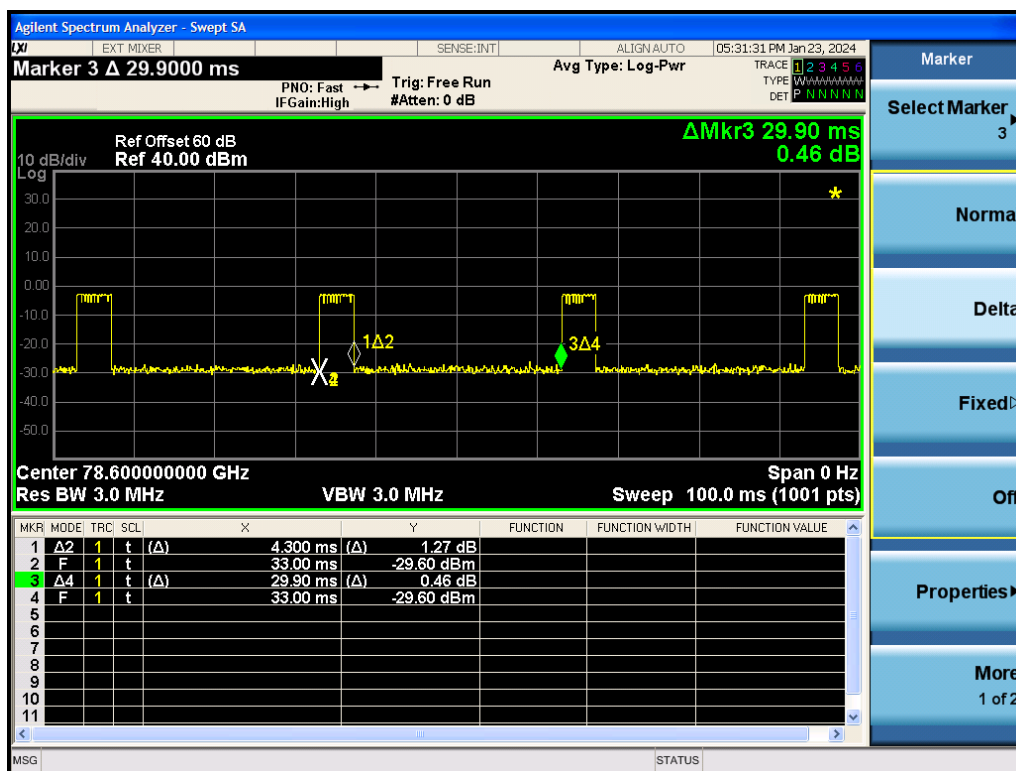 Agilent Spectrum Analyzer - Swept SA
LXI EXT MIXER SENSE:INT ALIGN AUTO 05:31:31 PM Jan 23, 2024
Marker 3 Δ 29.9000 ms
PNO: Fast
IFGain:High
Trig: Free Run
#Atten: 0 dB
Avg Type: Log-Pwr
TRACE 1 2 3 4 5 6
TYPE WWWWWW
DET P N N N N N
ΔMkr3 29.90 ms
0.46 dB
Ref Offset 60 dB
10 dB/div Ref 40.00 dBm
Log
30.0
20.0
10.0
0.00
-10.0
-20.0
-30.0
-40.0
-50.0
1Δ2
3Δ4
*
Center 78.600000000 GHz Span 0 Hz
Res BW 3.0 MHz VBW 3.0 MHz Sweep 100.0 ms (1001 pts)
MKR MODE TRC SCL X Y FUNCTION FUNCTION WIDTH FUNCTION VALUE
1 Δ2 1 t (Δ) 4.300 ms (Δ) 1.27 dB
2 F 1 t 33.00 ms -29.60 dBm
3 Δ4 1 t (Δ) 29.90 ms (Δ) 0.46 dB
4 F 1 t 33.00 ms -29.60 dBm
5
6
7
8
9
10
11
MSG STATUS
Marker
Select Marker
3
Norma
Delta
Fixed
Off
Properties
More
1 of 2